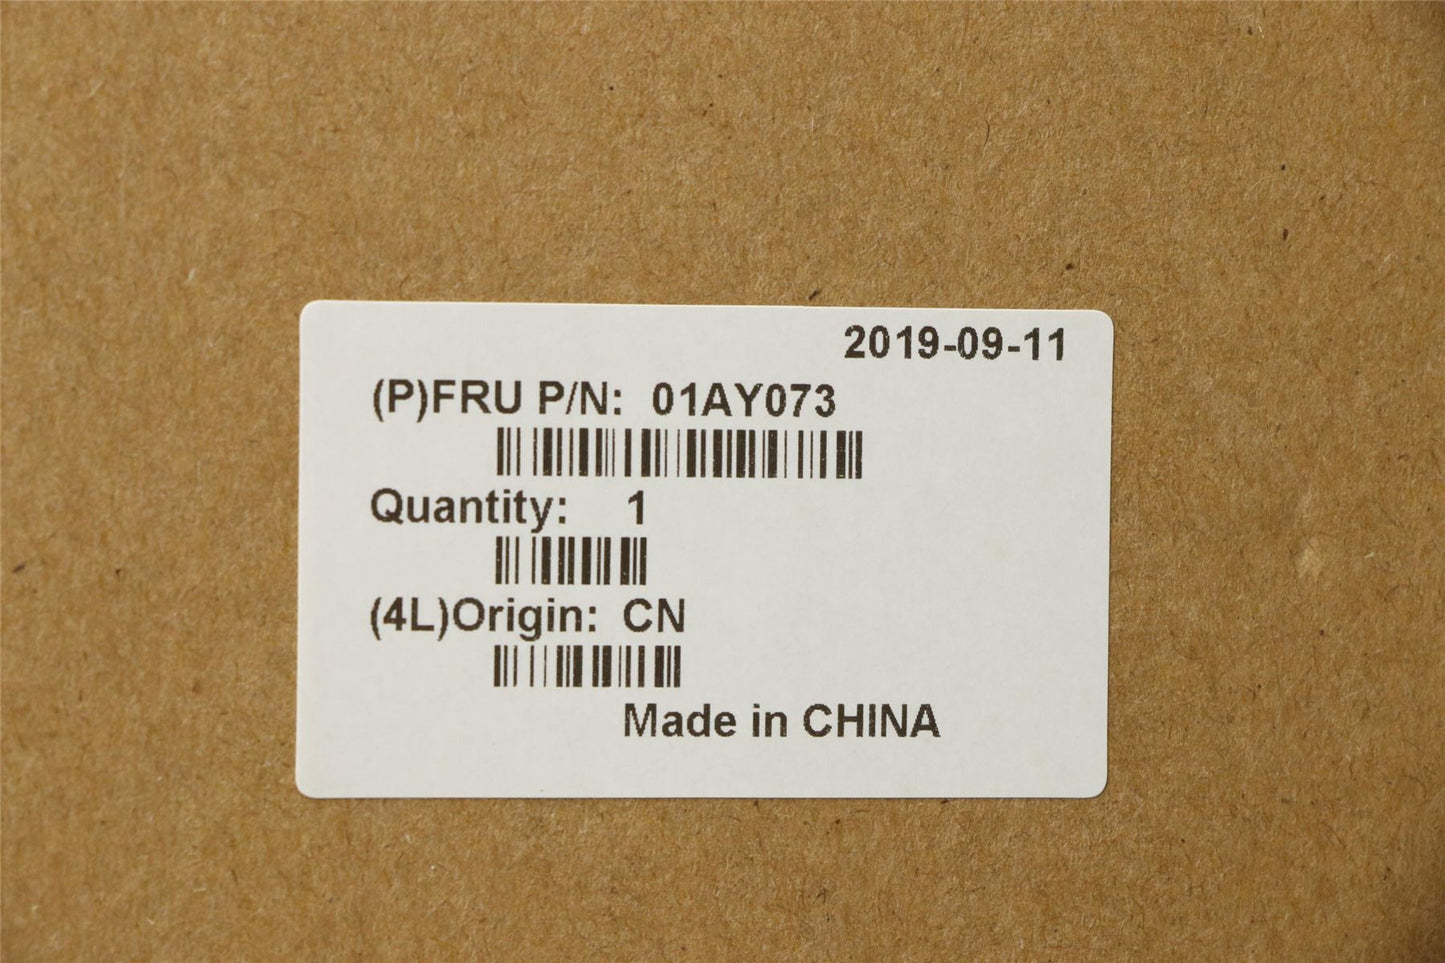 2019-09-11
(P)FRU P/N: 01AY073
Quantity: 1
(4L)Origin: CN
Made in CHINA